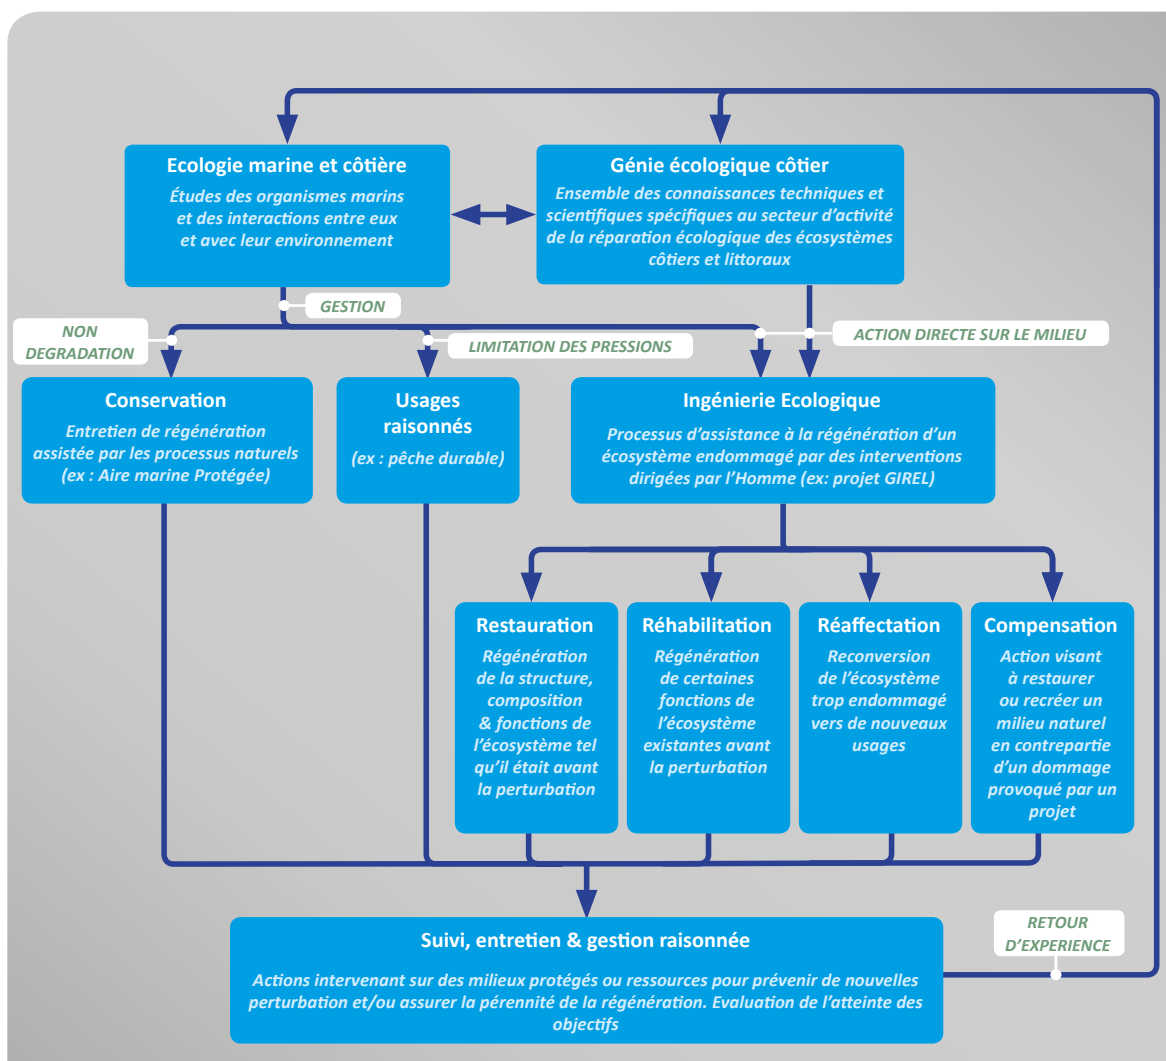 Ecologie marine et côtière
Études des organismes marins
et des interactions entre eux
et avec leur environnement
Génie écologique côtier
Ensemble des connaissances techniques et
scientifiques spécifiques au secteur d'activité
de la réparation écologique des écosystèmes
côtiers et littoraux
GESTION
NON
DEGRADATION
LIMITATION DES PRESSIONS
ACTION DIRECTE SUR LE MILIEU
Conservation
Entretien de régénération
assistée par les processus naturels
(ex : Aire marine Protégée)
Usages
raisonnés
(ex : pêche durable)
Ingénierie Ecologique
Processus d'assistance à la régénération d'un
écosystème endommagé par des interventions
dirigées par l'Homme (ex: projet GIREL)
Restauration
Régénération
de la structure,
composition
& fonctions de
l'écosystème tel
qu'il était avant
la perturbation
Réhabilitation
Régénération
de certaines
fonctions de
l'écosystème
existantes avant
la perturbation
Réaffectation
Reconversion
de l'écosystème
trop endommagé
vers de nouveaux
usages
Compensation
Action visant
à restaurer
ou recréer un
milieu naturel
en contrepartie
d'un dommage
provoqué par un
projet
Suivi, entretien & gestion raisonnée
Actions intervenant sur des milieux protégés ou ressources pour prévenir de nouvelles
perturbation et/ou assurer la pérennité de la régénération. Evaluation de l'atteinte des
objectifs
RETOUR
D'EXPERIENCE